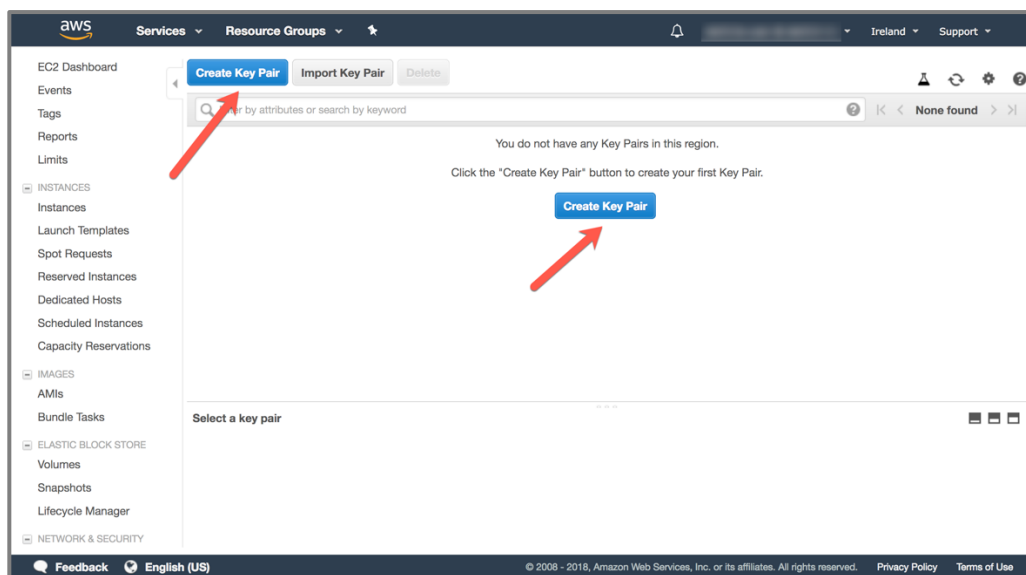 aws Services Resource Groups Ireland Support
EC2 Dashboard
Events
Tags
Reports
Limits
INSTANCES
Instances
Launch Templates
Spot Requests
Reserved Instances
Dedicated Hosts
Scheduled Instances
Capacity Reservations
IMAGES
AMIs
Bundle Tasks
ELASTIC BLOCK STORE
Volumes
Snapshots
Lifecycle Manager
NETWORK & SECURITY
Create Key Pair Import Key Pair Delete
by attributes or search by keyword None found
You do not have any Key Pairs in this region.
Click the "Create Key Pair" button to create your first Key Pair.
Create Key Pair
Select a key pair
Feedback English (US) © 2008 - 2018, Amazon Web Services, Inc. or its affiliates. All rights reserved. Privacy Policy Terms of Use